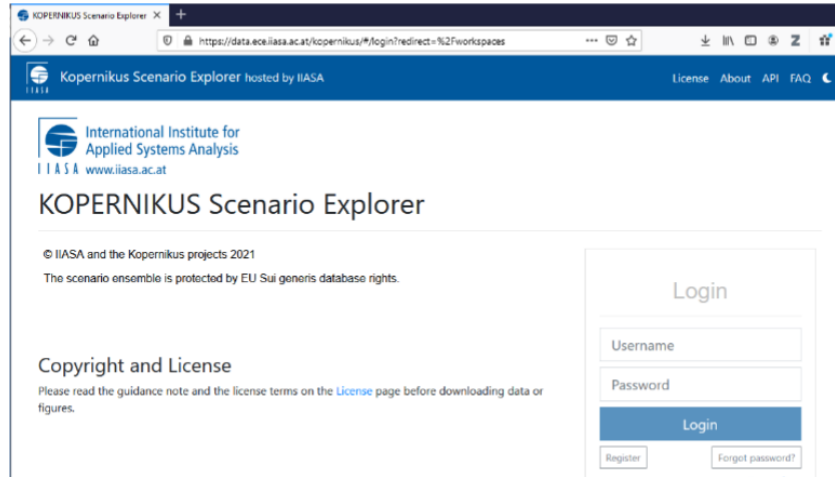 KOPERNIKUS Scenario Explorer
https://data.ece.iiasa.ac.at/kopernikus/#/login?redirect=%2Fworkspaces
IIASA
Kopernikus Scenario Explorer hosted by IIASA
License About API FAQ
International Institute for
Applied Systems Analysis
IIASA www.iiasa.ac.at
KOPERNIKUS Scenario Explorer
© IIASA and the Kopernikus projects 2021
The scenario ensemble is protected by EU Sui generis database rights.
Login
Username
Password
Login
Register Forgot password?
Copyright and License
Please read the guidance note and the license terms on the License page before downloading data or
figures.